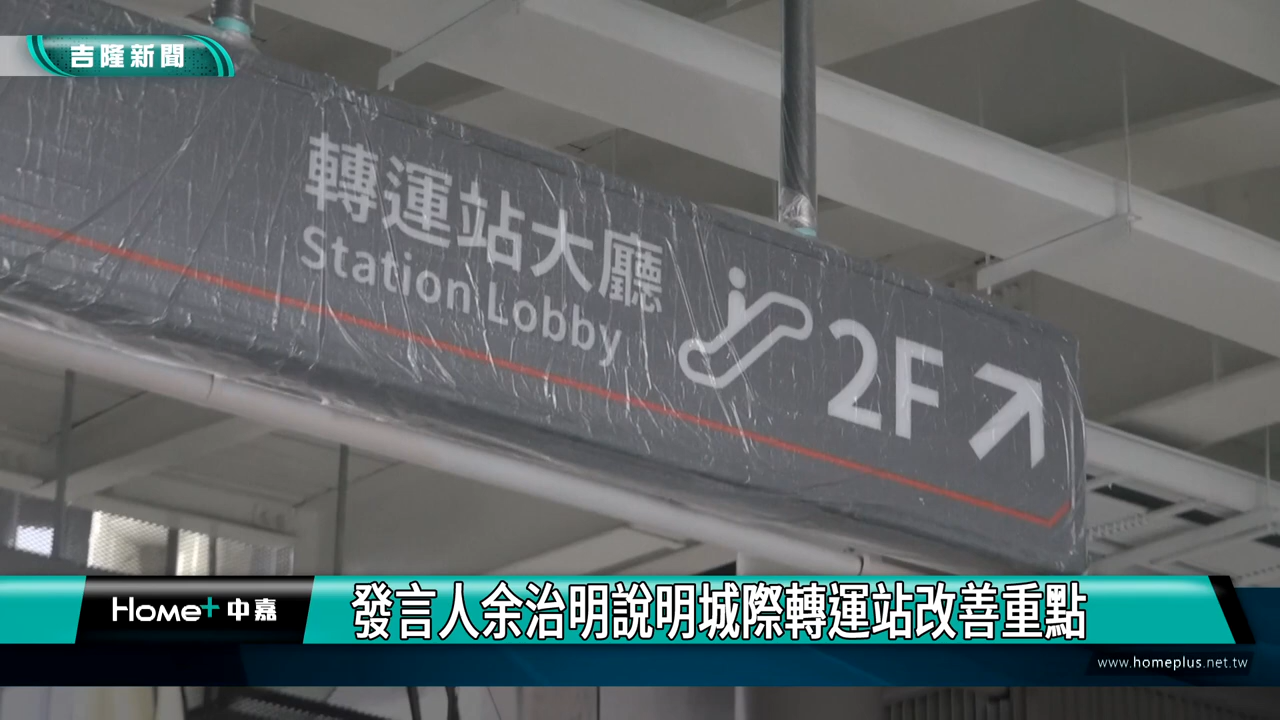 吉隆新聞
轉運站大廳
Station Lobby
2F
Home+中嘉
發言人余治明說明城際轉運站改善重點
www.homeplus.net.tw